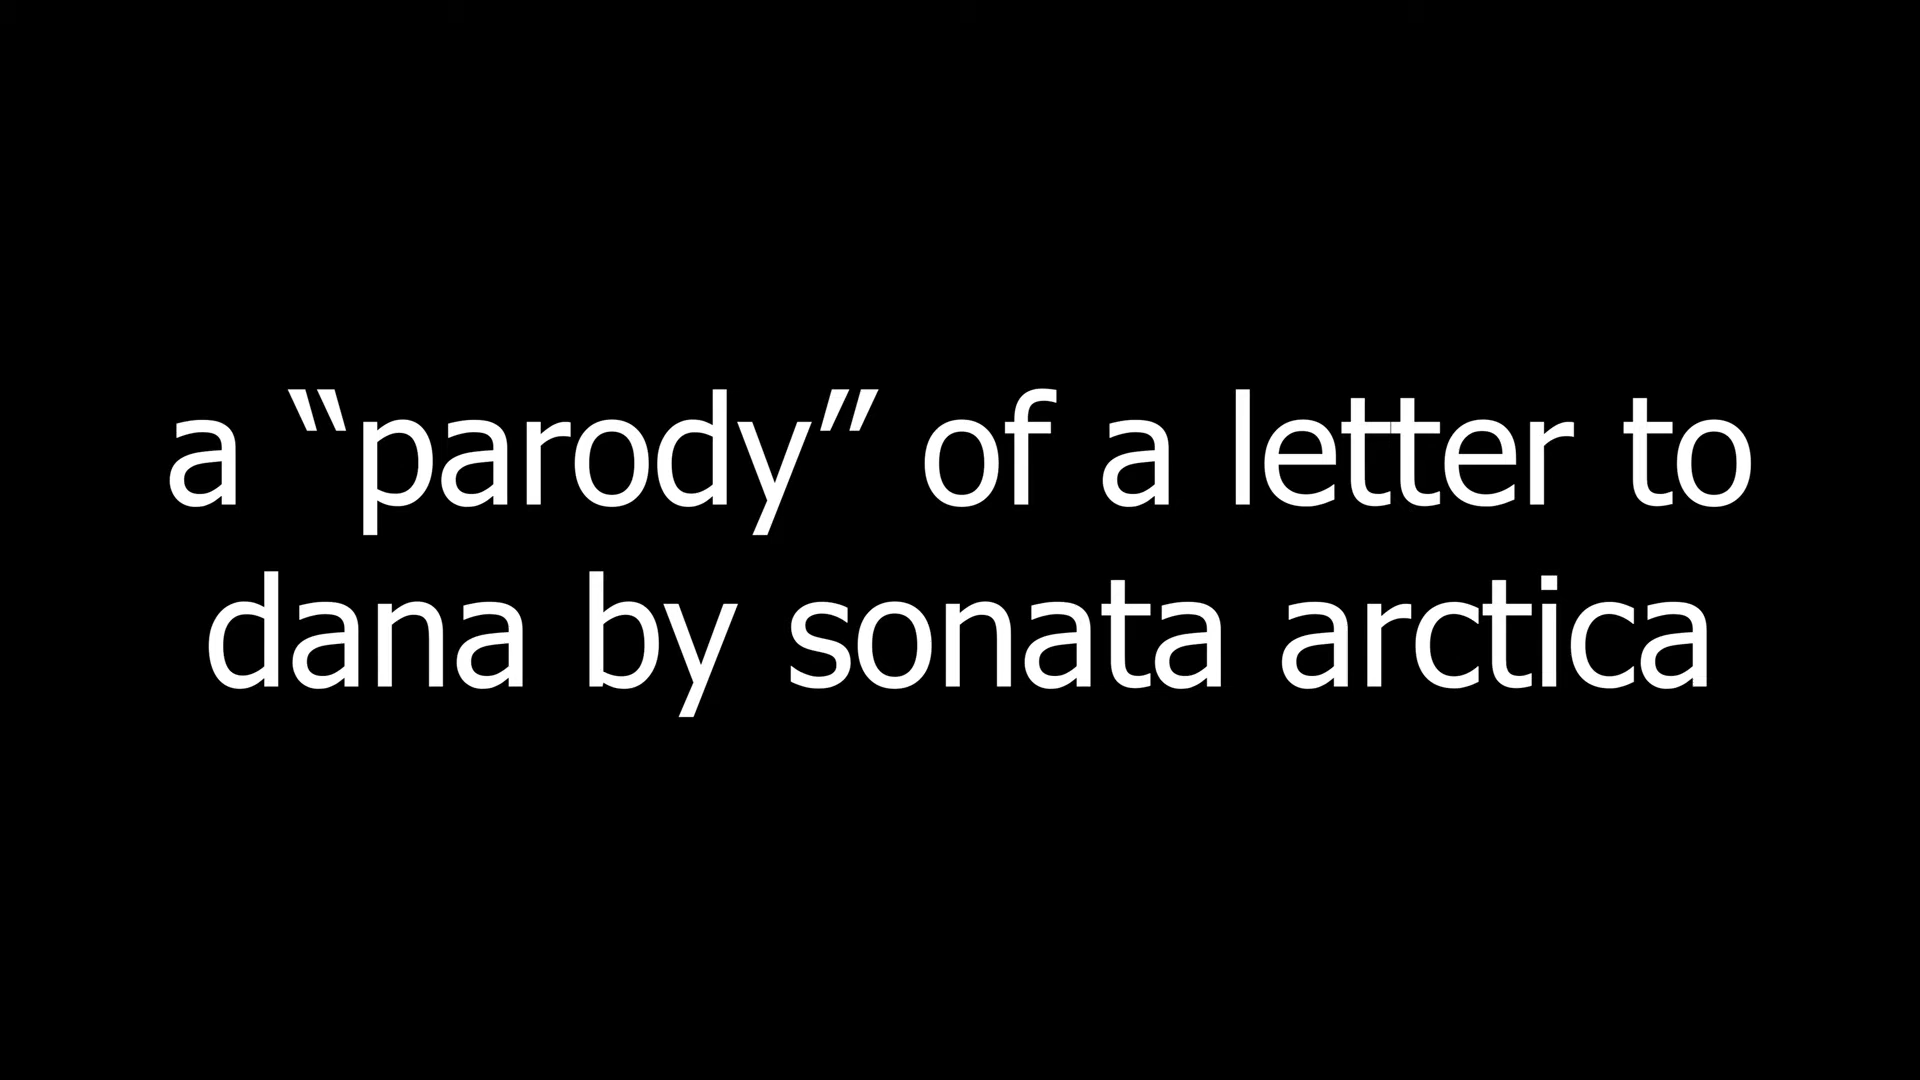 a “parody” of a letter to
dana by sonata arctica